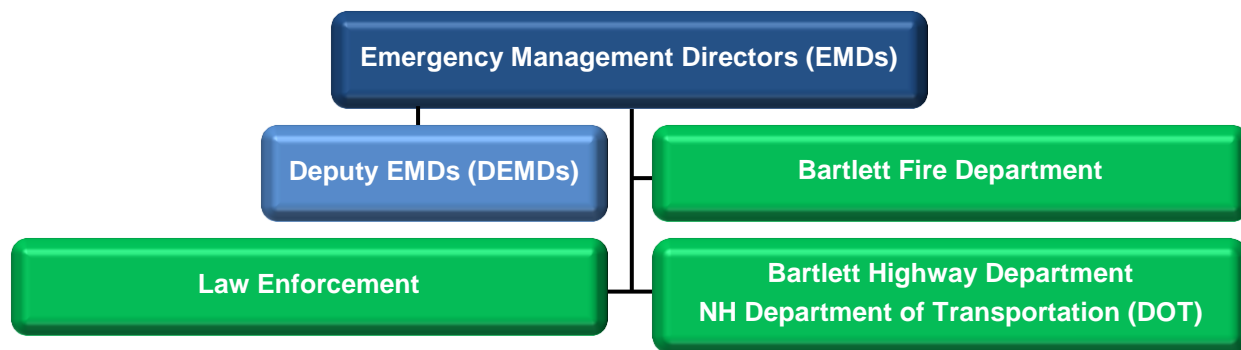 Emergency Management Directors (EMDs)
Deputy EMDs (DEMDs)
Bartlett Fire Department
Law Enforcement
Bartlett Highway Department
NH Department of Transportation (DOT)